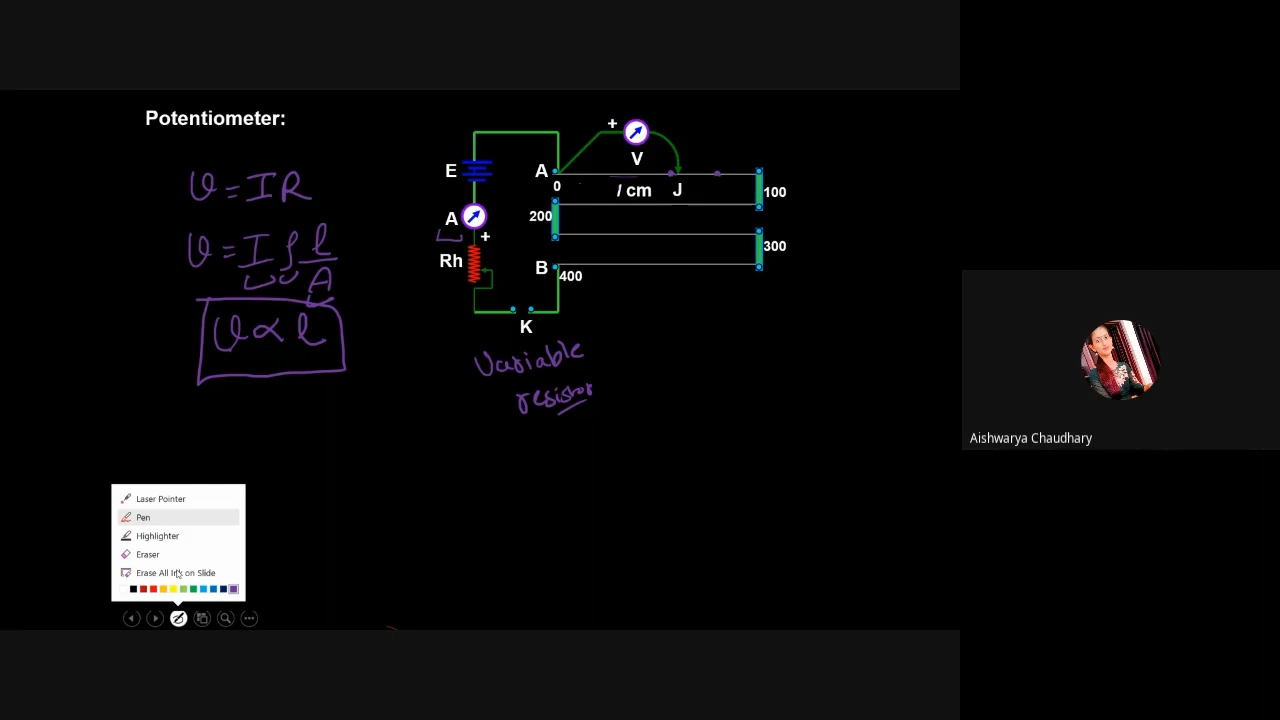 Potentiometer:
V = IR
V = I ρ l/A
V ∝ l
+
V
E
A
0
l cm
J
100
A
+
200
Rh
300
B
400
K
Variable
resistor
Aishwarya Chaudhary
Laser Pointer
Pen
Highlighter
Eraser
Erase All Ink on Slide